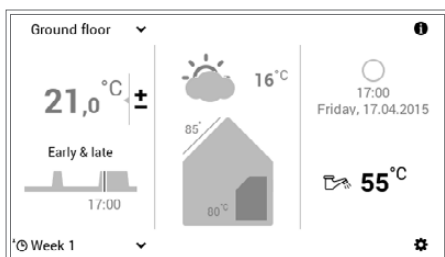 Ground floor
21,0°C ±
Early & late
17:00
Week 1
16°C
85°
80°C
17:00
Friday, 17.04.2015
55°C